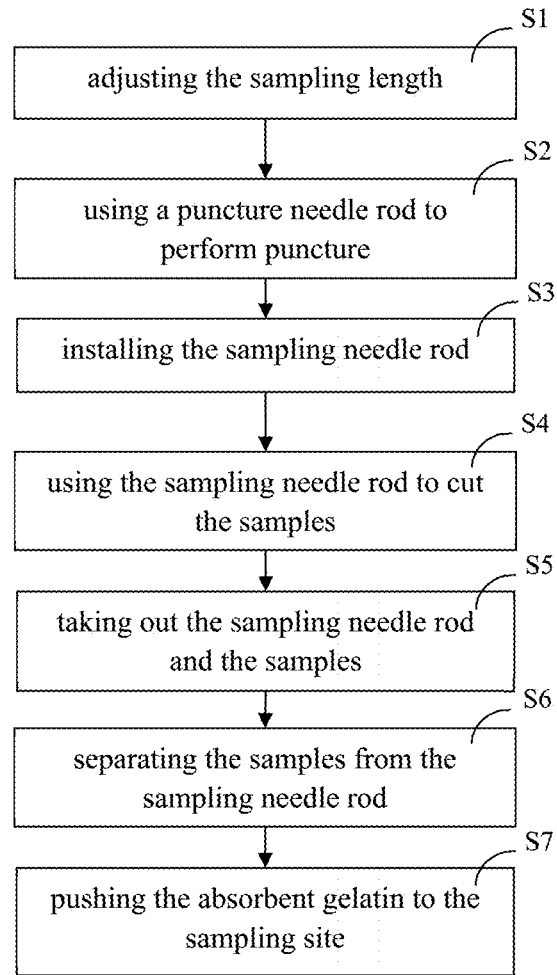 S1
adjusting the sampling length
S2
using a puncture needle rod to
perform puncture
S3
installing the sampling needle rod
S4
using the sampling needle rod to cut
the samples
S5
taking out the sampling needle rod
and the samples
S6
separating the samples from the
sampling needle rod
S7
pushing the absorbent gelatin to the
sampling site